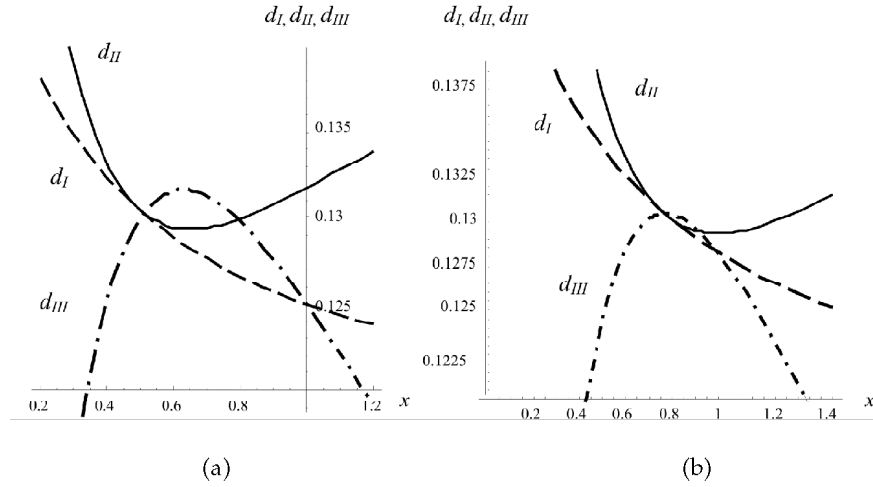 d_I, d_II, d_III
d_II
0.135
d_I
0.13
d_III
0.125
0.2 0.4 0.6 0.8 1 1.2 x
(a)
d_I, d_II, d_III
0.1375
d_II
d_I
0.1325
0.13
0.1275
d_III
0.125
0.1225
0.2 0.4 0.6 0.8 1 1.2 1.4 x
(b)